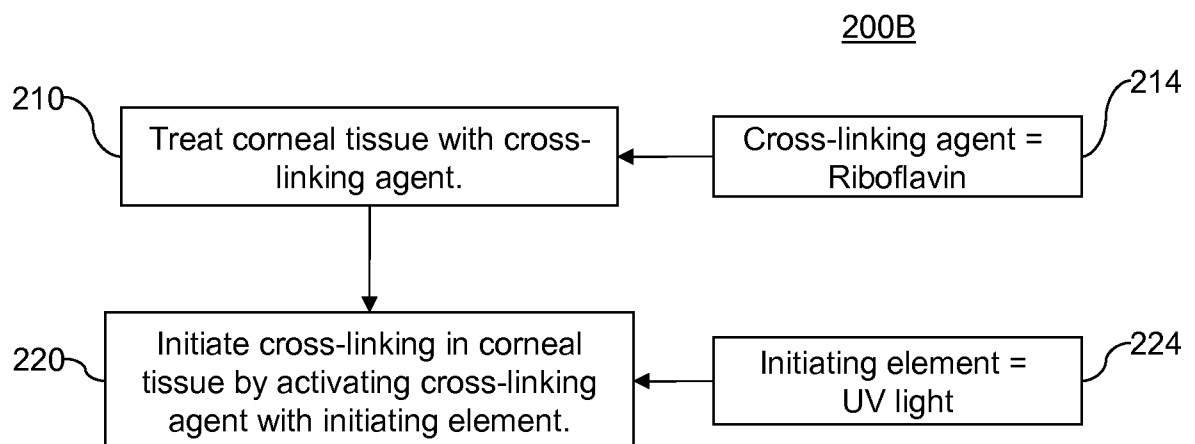 200B
210
Treat corneal tissue with cross-
linking agent.
Cross-linking agent =
Riboflavin
214
220
Initiate cross-linking in corneal
tissue by activating cross-linking
agent with initiating element.
Initiating element =
UV light
224